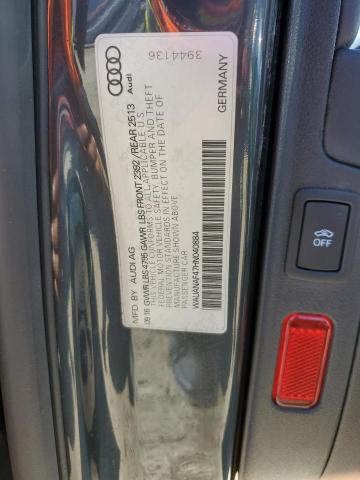 Audi
3944136
MFD. BY AUDI AG
GERMANY
09.16 GVWR LBS 4795 GAWR LBS FRONT 2392/REAR 2513
THIS VEHICLE CONFORMS TO ALL APPLICABLE U.S.
FEDERAL MOTOR VEHICLE SAFETY, BUMPER AND THEFT
PREVENTION STANDARDS IN EFFECT ON THE DATE OF
MANUFACTURE SHOWN ABOVE
WAUANAF47HN040884
PASSENGER CAR
OFF